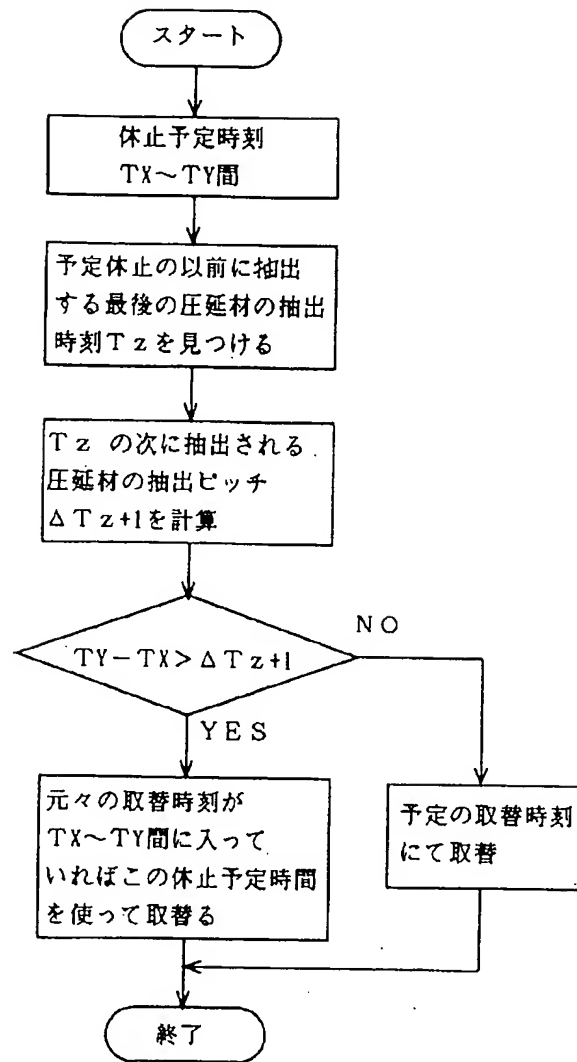 スタート
休止予定時刻
TX～TY間
予定休止の以前に抽出
する最後の圧延材の抽出
時刻Tzを見つける
Tz の次に抽出される
圧延材の抽出ピッチ
ΔTz+1を計算
TY−TX>ΔTz+1
NO
YES
元々の取替時刻が
TX～TY間に入って
いればこの休止予定時間
を使って取替る
予定の取替時刻
にて取替
終了